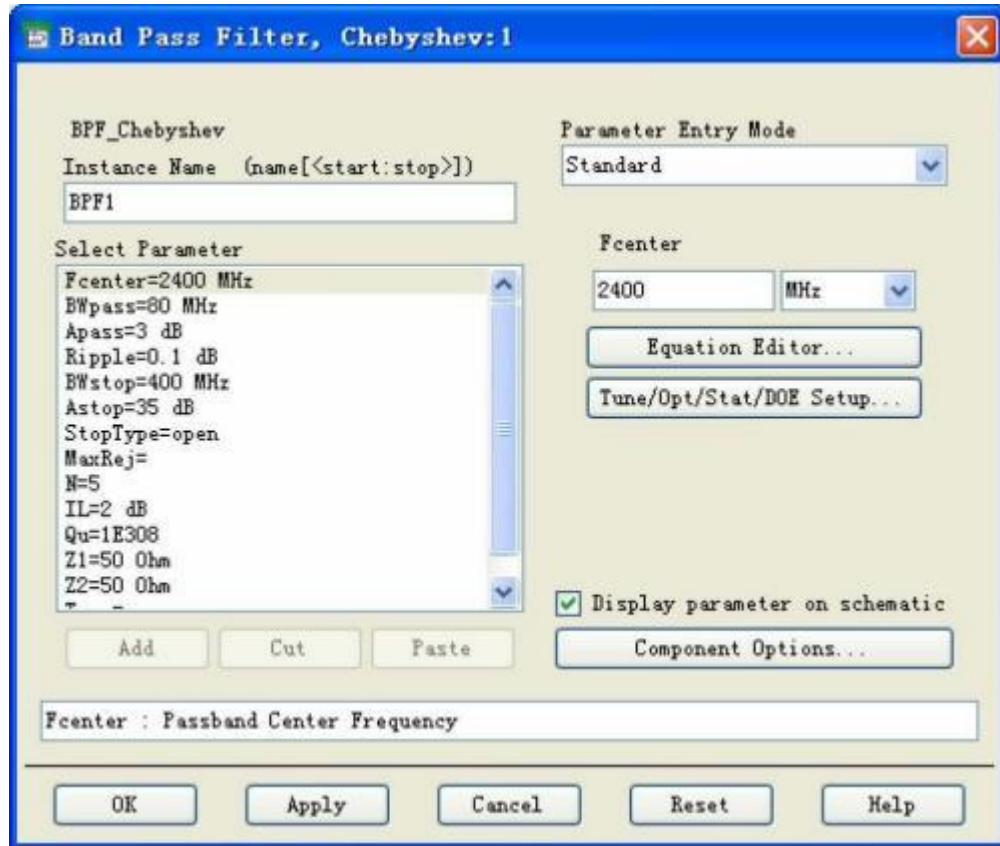 Band Pass Filter, Chebyshev:1
BPF_Chebyshev
Instance Name (name[<start:stop>])
BPF1
Select Parameter
Fcenter=2400 MHz
BWpass=80 MHz
Apass=3 dB
Ripple=0.1 dB
BWstop=400 MHz
Astop=35 dB
StopType=open
MaxRej=
N=5
IL=2 dB
Qu=1E308
Z1=50 Ohm
Z2=50 Ohm
Add
Cut
Paste
Parameter Entry Mode
Standard
Fcenter
2400
MHz
Equation Editor...
Tune/Opt/Stat/DOE Setup...
Display parameter on schematic
Component Options...
Fcenter : Passband Center Frequency
OK
Apply
Cancel
Reset
Help